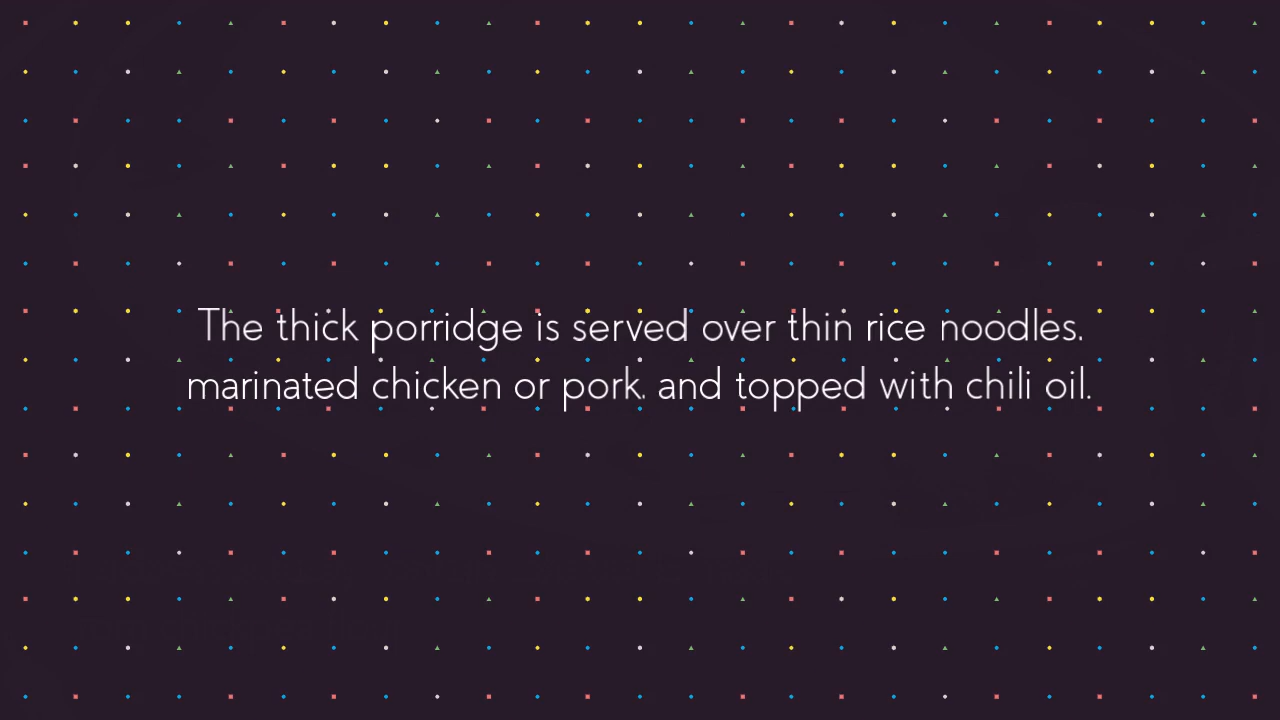 The thick porridge is served over thin rice noodles.
marinated chicken or pork. and topped with chili oil.